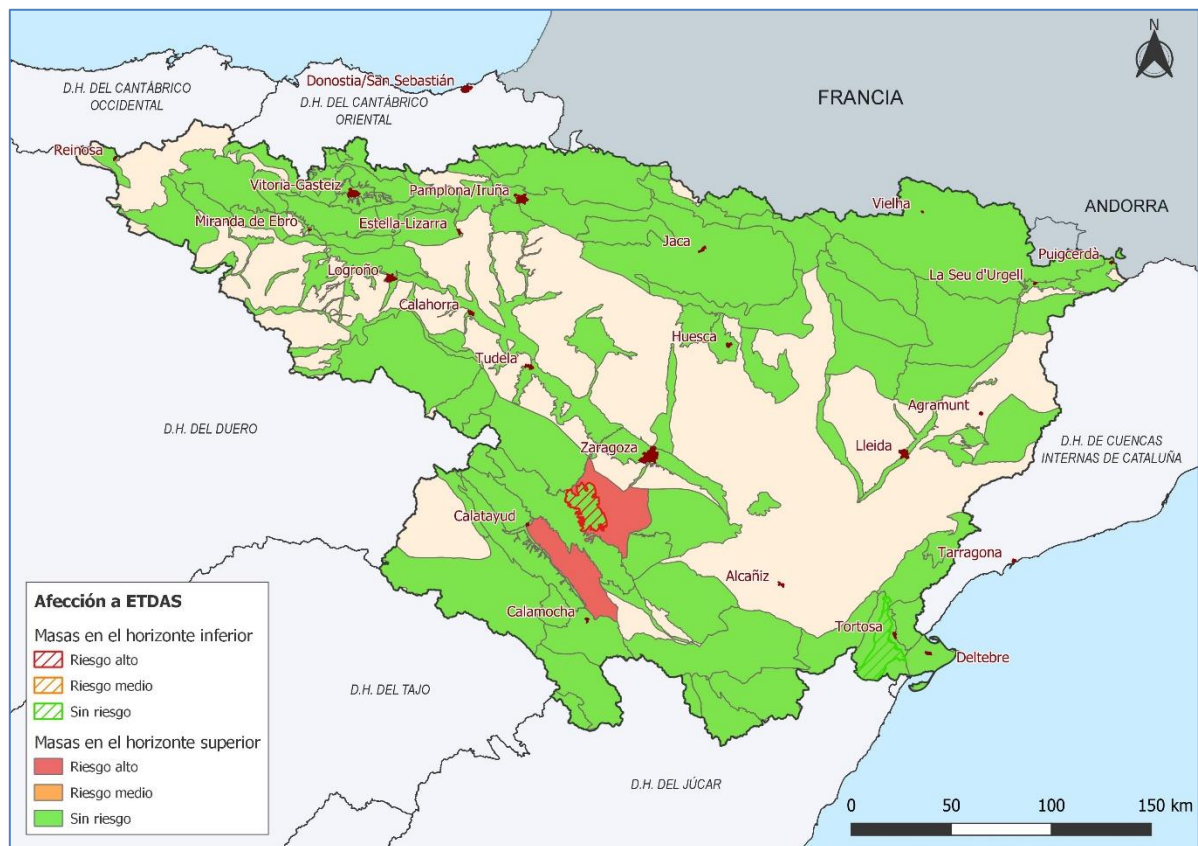 N
Donostia/San Sebastián
D.H. DEL CANTÁBRICO
OCCIDENTAL
D.H. DEL CANTÁBRICO
ORIENTAL
FRANCIA
Reinosa
Vitoria-Gasteiz
Pamplona/Iruña
Vielha
ANDORRA
Miranda de Ebro
Estella-Lizarra
Jaca
Puigcerdà
La Seu d'Urgell
Logroño
Calahorra
Huesca
Tudela
Agramunt
D.H. DEL DUERO
Zaragoza
Lleida
D.H. DE CUENCAS
INTERNAS DE CATALUÑA
Calatayud
Tarragona
Alcañiz
Calamocha
Tortosa
Deltebre
D.H. DEL TAJO
D.H. DEL JÚCAR
Afección a ETDAS
Masas en el horizonte inferior
Riesgo alto
Riesgo medio
Sin riesgo
Masas en el horizonte superior
Riesgo alto
Riesgo medio
Sin riesgo
0 50 100 150 km